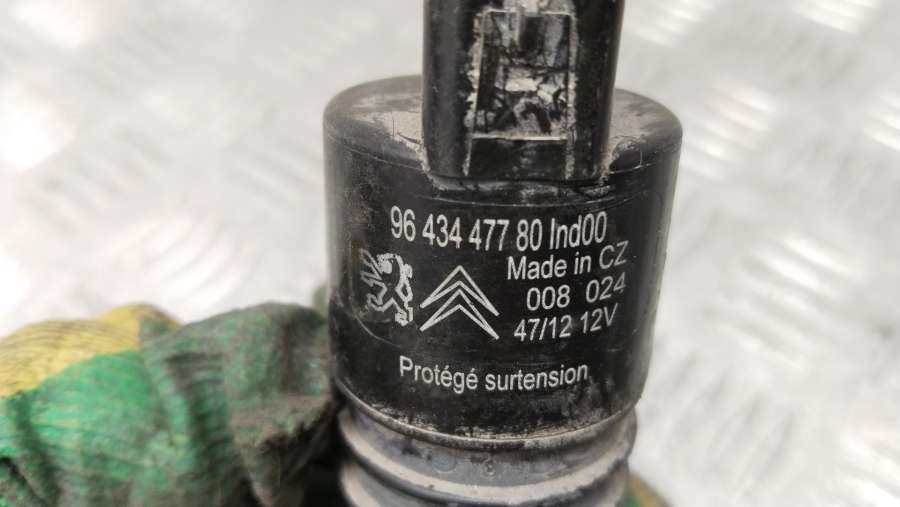 96 434 477 80 Ind00
Made in CZ
008 024
47/12 12V
Protégé surtension